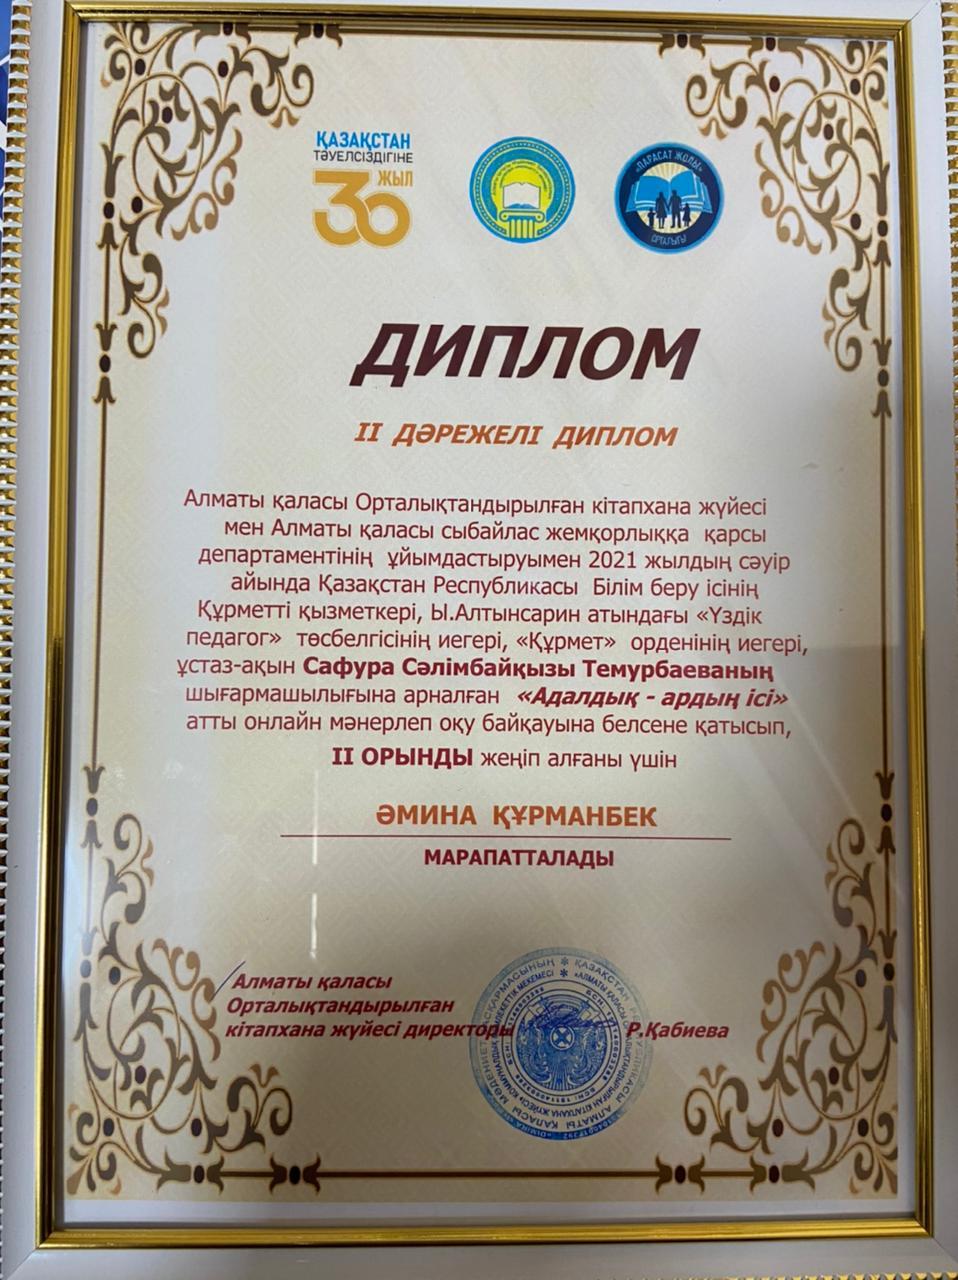 ҚАЗАҚСТАН
ТӘУЕЛСІЗДІГІНЕ
30 ЖЫЛ
«ПАРАСАТ ЖОЛЫ»
ОРТАЛЫҒЫ
ДИПЛОМ
II ДӘРЕЖЕЛІ ДИПЛОМ
Алматы қаласы Орталықтандырылған кітапхана жүйесі
мен Алматы қаласы сыбайлас жемқорлыққа қарсы
департаментінің ұйымдастыруымен 2021 жылдың сәуір
айында Қазақстан Республикасы Білім беру ісінің
Құрметті қызметкері, Ы.Алтынсарин атындағы «Үздік
педагог» төсбелгісінің иегері, «Құрмет» орденінің иегері,
ұстаз-ақын Сафура Сәлімбайқызы Темурбаеваның
шығармашылығына арналған «Адалдық - ардың ісі»
атты онлайн мәнерлеп оқу байқауына белсене қатысып,
II ОРЫНДЫ жеңіп алғаны үшін
ӘМИНА ҚҰРМАНБЕК
МАРАПАТТАЛАДЫ
Алматы қаласы
Орталықтандырылған
кітапхана жүйесі директоры Р.Қабиева